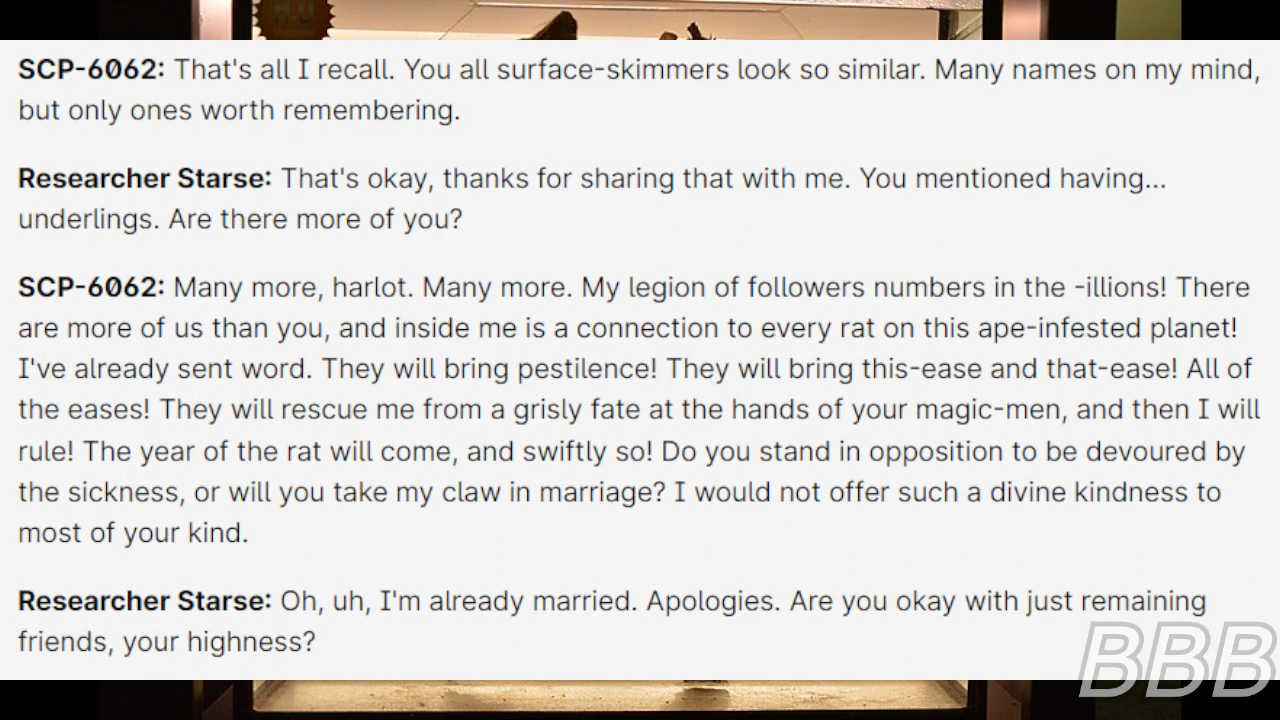 SCP-6062: That's all I recall. You all surface-skimmers look so similar. Many names on my mind,
but only ones worth remembering.
Researcher Starse: That's okay, thanks for sharing that with me. You mentioned having...
underlings. Are there more of you?
SCP-6062: Many more, harlot. Many more. My legion of followers numbers in the -illions! There
are more of us than you, and inside me is a connection to every rat on this ape-infested planet!
I've already sent word. They will bring pestilence! They will bring this-ease and that-ease! All of
the eases! They will rescue me from a grisly fate at the hands of your magic-men, and then I will
rule! The year of the rat will come, and swiftly so! Do you stand in opposition to be devoured by
the sickness, or will you take my claw in marriage? I would not offer such a divine kindness to
most of your kind.
Researcher Starse: Oh, uh, I'm already married. Apologies. Are you okay with just remaining
friends, your highness?
BBB